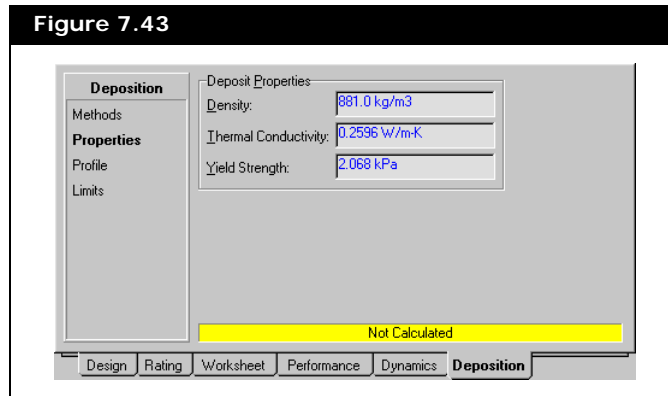 Figure 7.43
Deposition
Methods
Properties
Profile
Limits
Deposit Properties
Density: 881.0 kg/m3
Thermal Conductivity: 0.2596 W/m-K
Yield Strength: 2.068 kPa
Not Calculated
Design Rating Worksheet Performance Dynamics Deposition